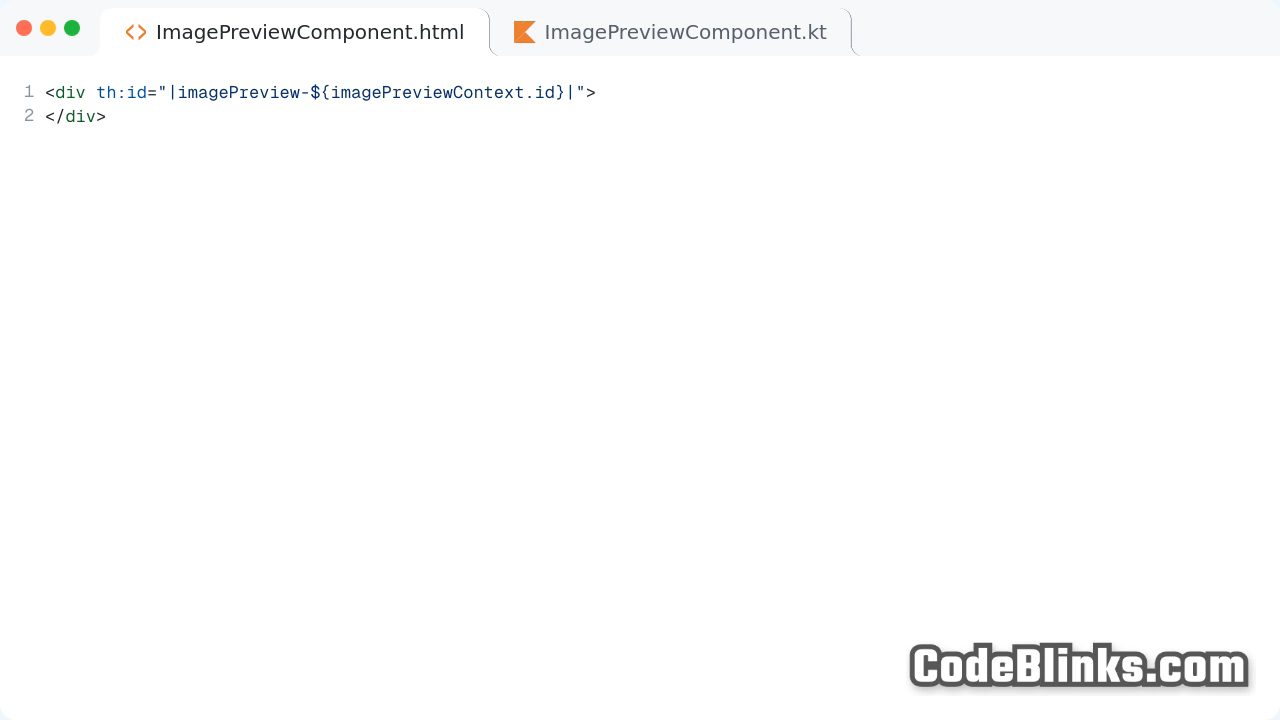 ImagePreviewComponent.html
ImagePreviewComponent.kt
1 <div th:id="|imagePreview-${imagePreviewContext.id}|">
2 </div>
CodeBlinks.com